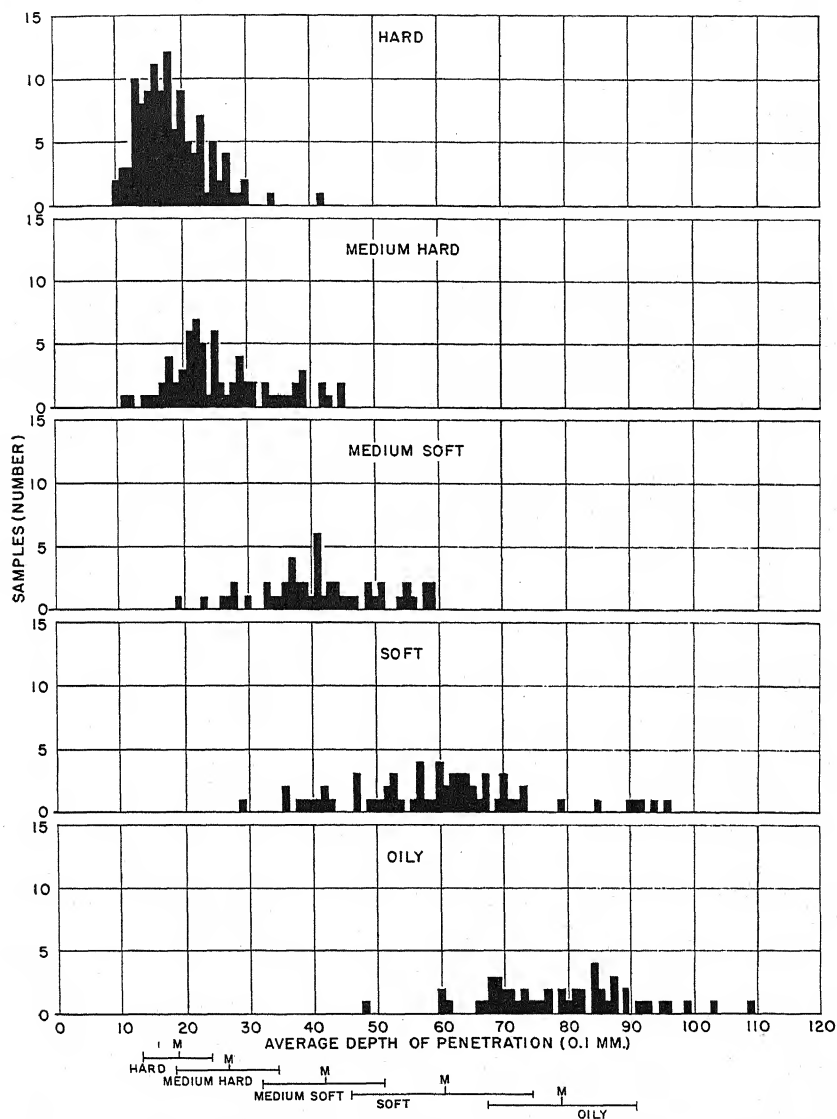 15
HARD
10
5
0
15
MEDIUM HARD
10
5
0
15
MEDIUM SOFT
10
5
0
15
SOFT
10
5
0
15
OILY
10
5
0
SAMPLES (NUMBER)
0 10 20 30 40 50 60 70 80 90 100 110 120
AVERAGE DEPTH OF PENETRATION (0.1 MM.)
M
HARD
M
MEDIUM HARD
M
MEDIUM SOFT
M
SOFT
M
OILY